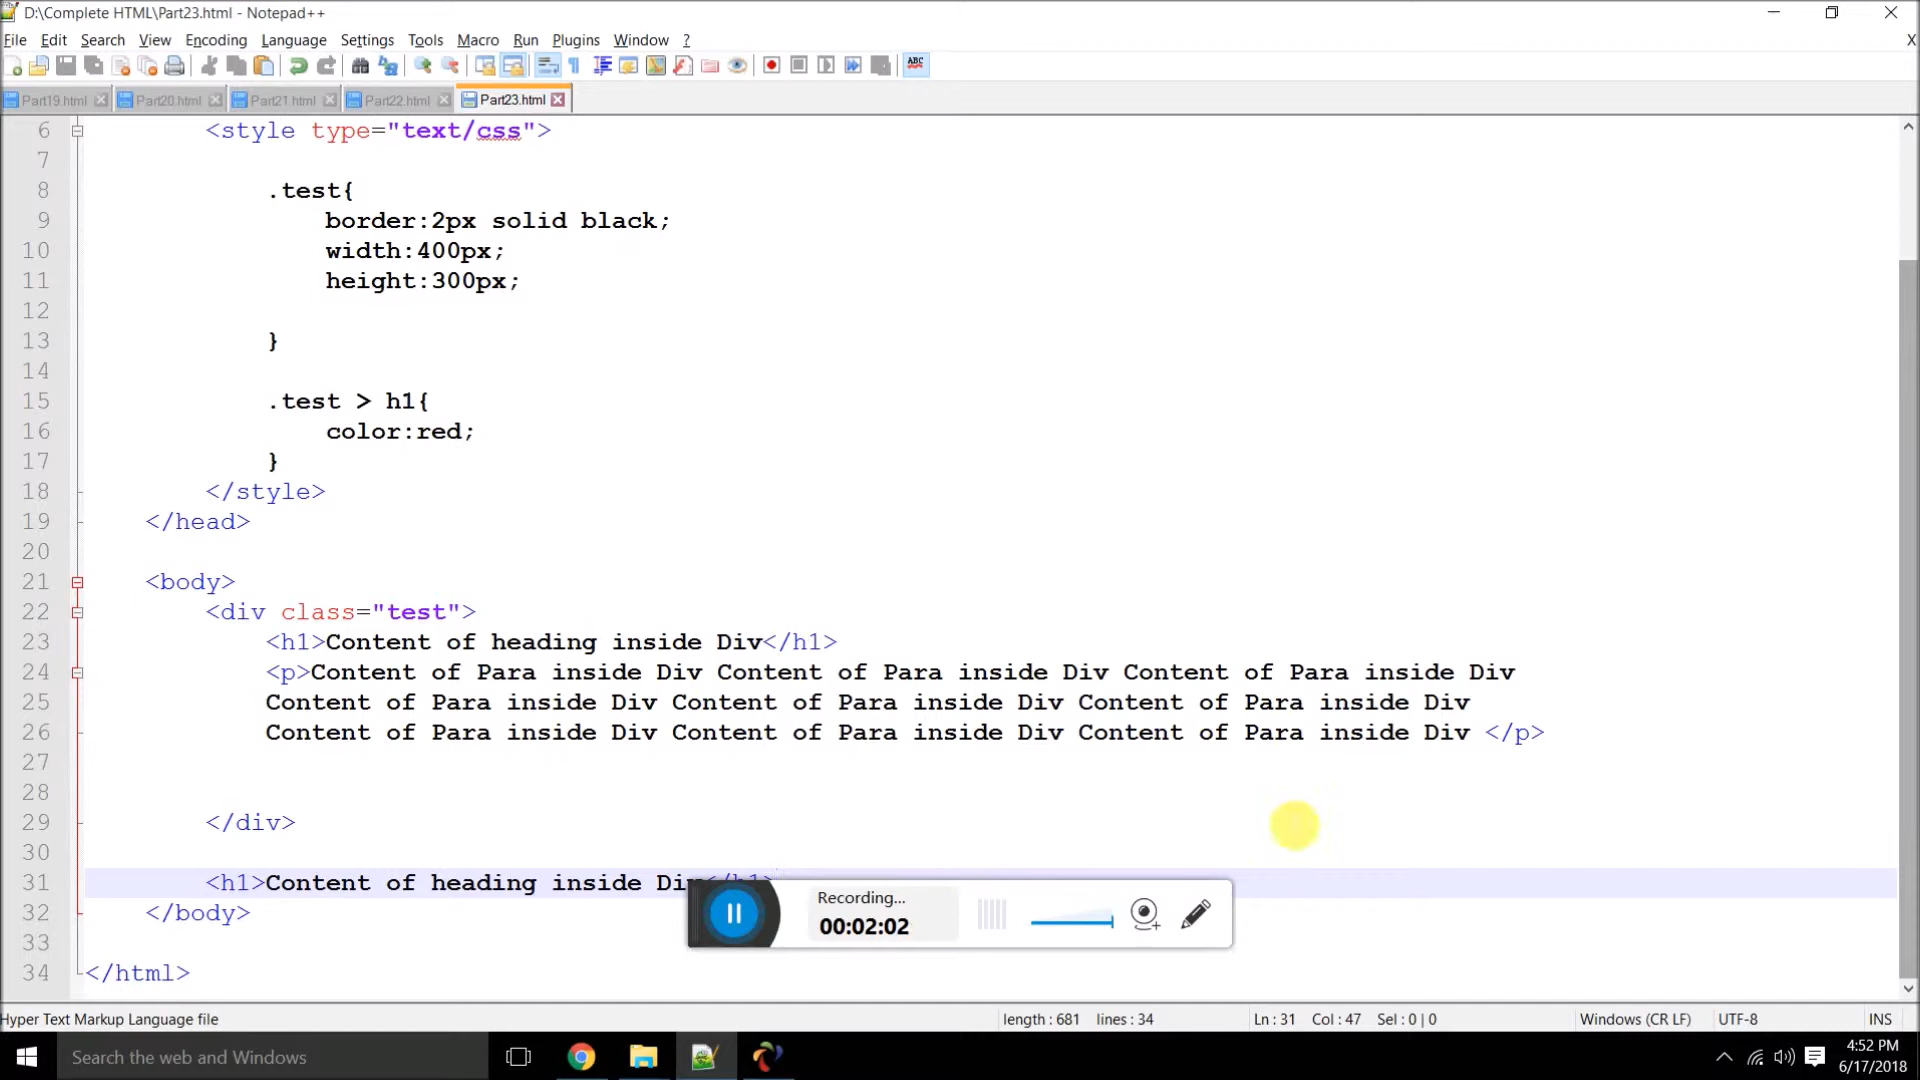 D:\Complete HTML\Part23.html - Notepad++
File Edit Search View Encoding Language Settings Tools Macro Run Plugins Window ? X
ABC
Part19.html Part20.html Part21.html Part22.html Part23.html
6 <style type="text/css">
7
8 .test{
9 border:2px solid black;
10 width:400px;
11 height:300px;
12
13 }
14
15 .test > h1{
16 color:red;
17 }
18 </style>
19 </head>
20
21 <body>
22 <div class="test">
23 <h1>Content of heading inside Div</h1>
24 <p>Content of Para inside Div Content of Para inside Div Content of Para inside Div
25 Content of Para inside Div Content of Para inside Div Content of Para inside Div
26 Content of Para inside Div Content of Para inside Div Content of Para inside Div </p>
27
28
29 </div>
30
31 <h1>Content of heading inside Div</h1>
32 </body>
33
34 </html>
Recording...
00:02:02
Hyper Text Markup Language file length : 681 lines : 34 Ln : 31 Col : 47 Sel : 0 | 0 Windows (CR LF) UTF-8 INS
Search the web and Windows
4:52 PM
6/17/2018